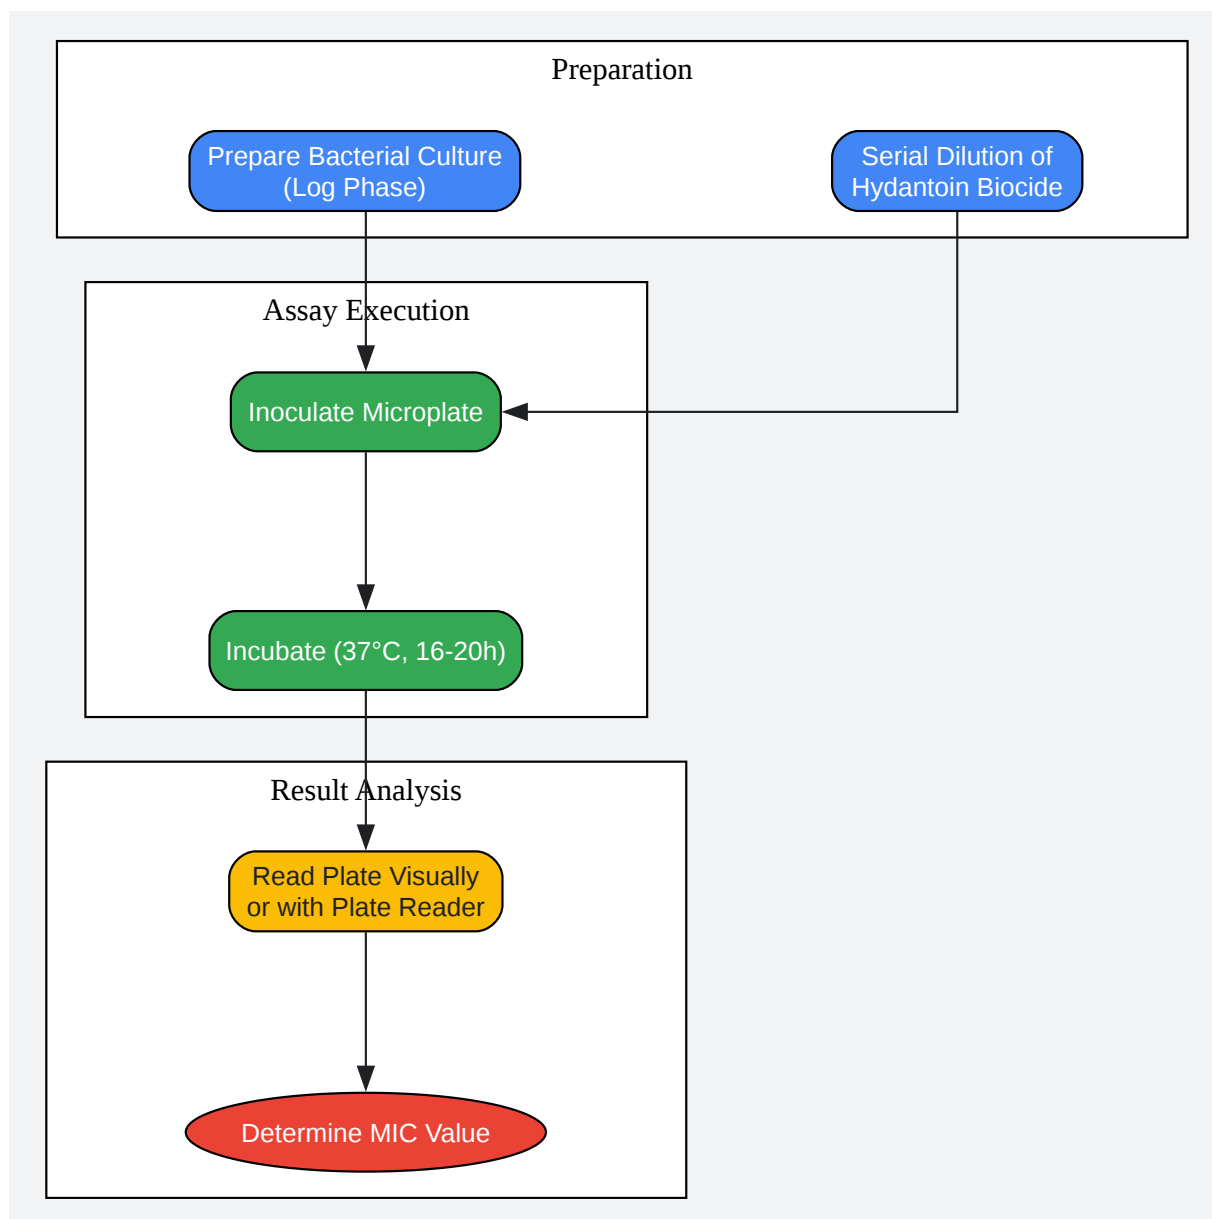 Preparation
Prepare Bacterial Culture
(Log Phase)
Serial Dilution of
Hydantoin Biocide
Assay Execution
Inoculate Microplate
Incubate (37°C, 16-20h)
Result Analysis
Read Plate Visually
or with Plate Reader
Determine MIC Value